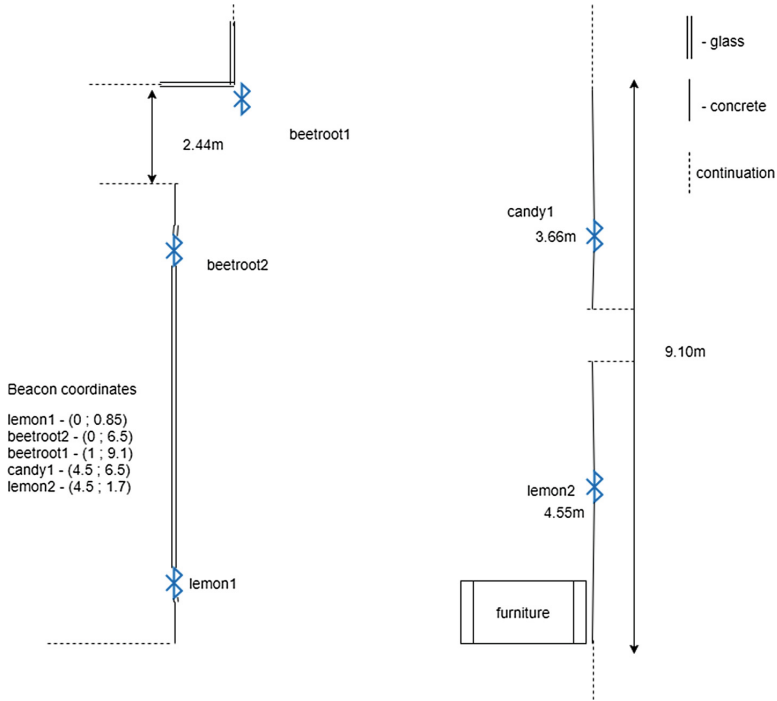 - glass
beetroot1
2.44m
- concrete
continuation
candy1
3.66m
beetroot2
9.10m
Beacon coordinates
lemon1 - (0 ; 0.85)
beetroot2 - (0 ; 6.5)
beetroot1 - (1 ; 9.1)
candy1 - (4.5 ; 6.5)
lemon2 - (4.5 ; 1.7)
lemon2
4.55m
lemon1
furniture